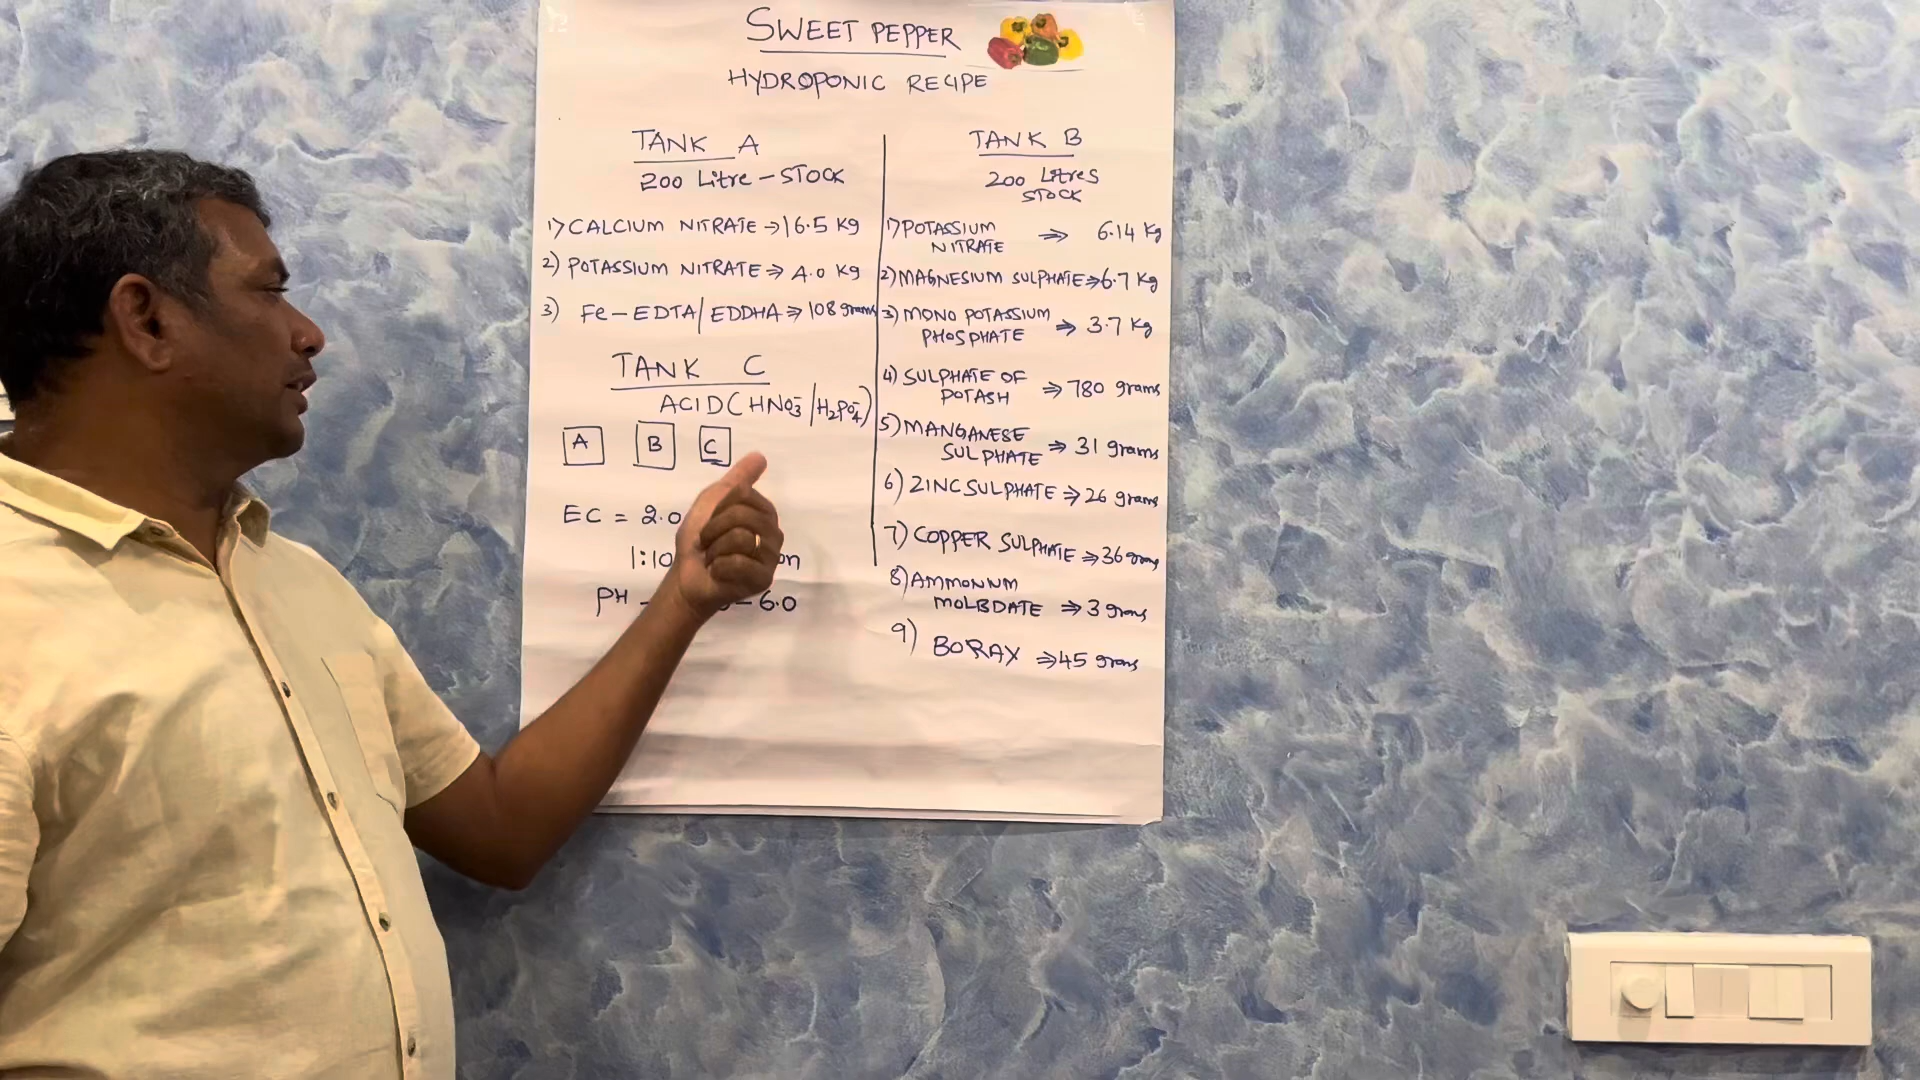 SWEET PEPPER
HYDROPONIC RECIPE
TANK A
200 Litre - STOCK
1) CALCIUM NITRATE → 16.5 Kg
2) POTASSIUM NITRATE ⇒ 4.0 Kg
3) Fe - EDTA / EDDHA ⇒ 108 grams
TANK C
ACID (HNO3⁻ / H2PO4⁻)
A B C
EC = 2.0
1:10
PH - - 6.0
TANK B
200 Litres
STOCK
1) POTASSIUM
NITRATE ⇒ 6.14 Kg
2) MAGNESIUM SULPHATE ⇒ 6.7 Kg
3) MONO POTASSIUM
PHOSPHATE ⇒ 3.7 Kg
4) SULPHATE OF
POTASH ⇒ 780 grams
5) MANGANESE
SULPHATE ⇒ 31 grams
6) ZINC SULPHATE ⇒ 26 grams
7) COPPER SULPHATE ⇒ 36 grams
8) AMMONIUM
MOLBDATE ⇒ 3 grams
9) BORAX ⇒ 45 grams